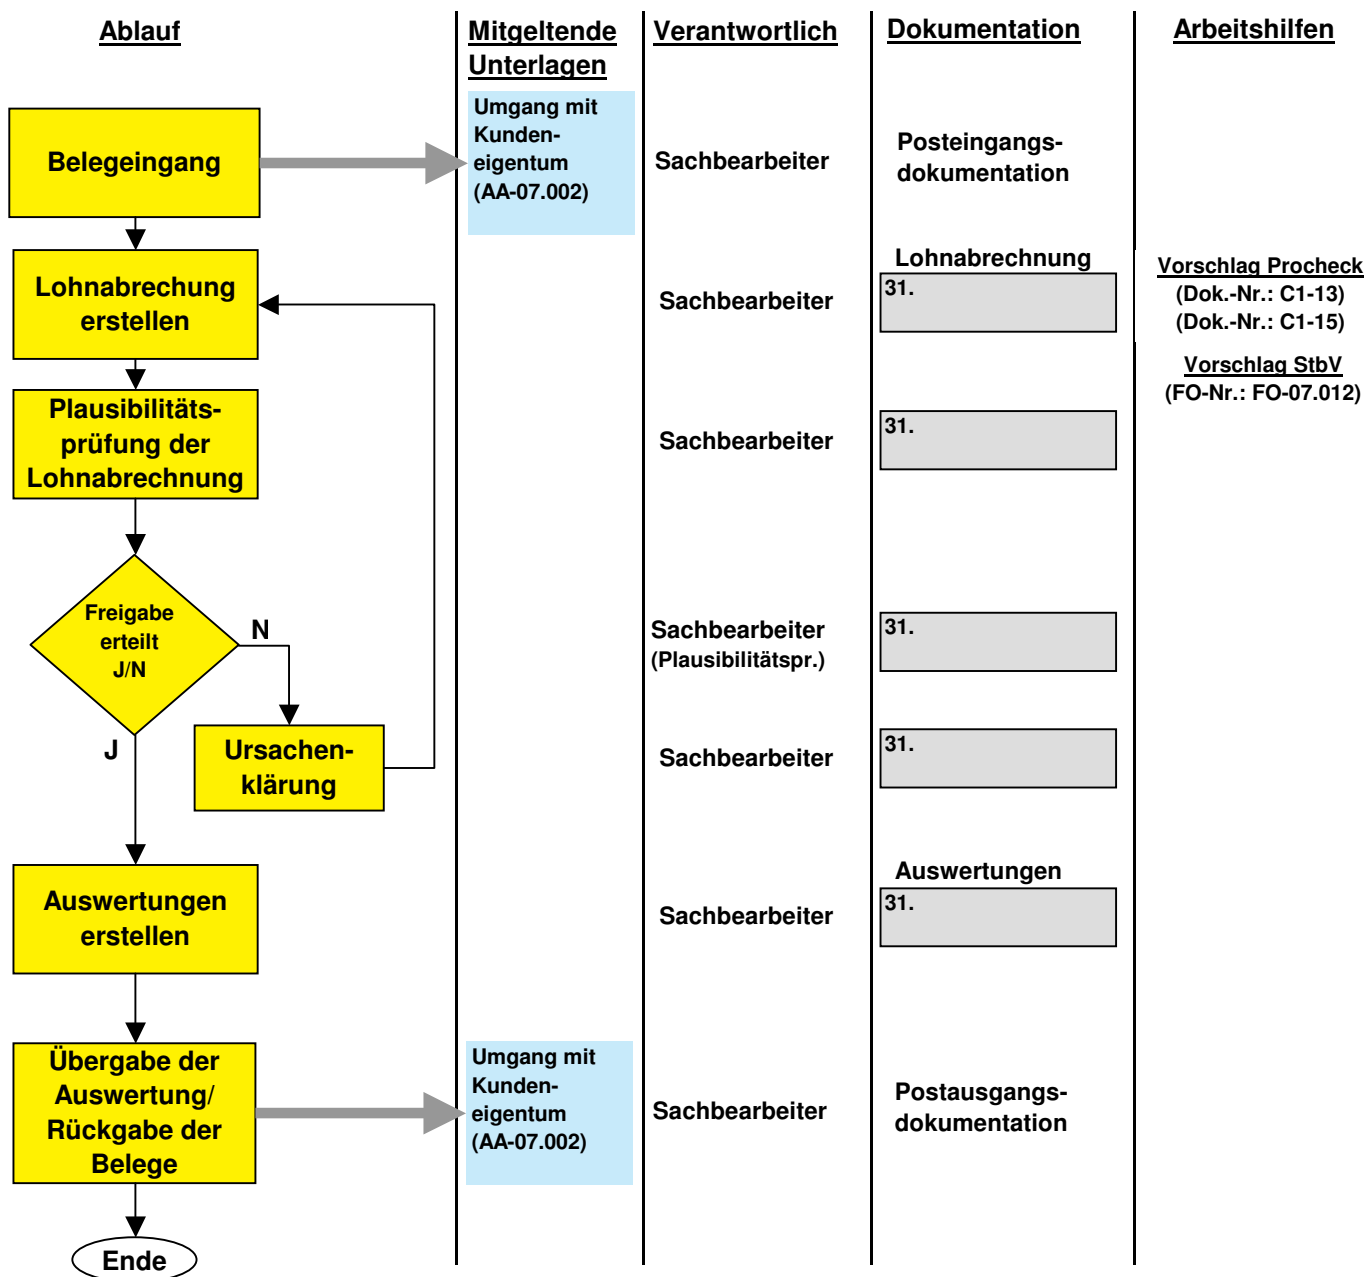 Ablauf
Mitgeltende
Unterlagen
Verantwortlich
Dokumentation
Arbeitshilfen
Belegeingang
Umgang mit
Kunden-
eigentum
(AA-07.002)
Sachbearbeiter
Posteingangs-
dokumentation
Lohnabrechung
erstellen
Sachbearbeiter
Lohnabrechnung
31.
Vorschlag Procheck
(Dok.-Nr.: C1-13)
(Dok.-Nr.: C1-15)
Vorschlag StbV
(FO-Nr.: FO-07.012)
Plausibilitäts-
prüfung der
Lohnabrechnung
Sachbearbeiter
31.
Freigabe
erteilt
J/N
N
J
Sachbearbeiter
(Plausibilitätspr.)
31.
Ursachen-
klärung
Sachbearbeiter
31.
Auswertungen
erstellen
Sachbearbeiter
Auswertungen
31.
Übergabe der
Auswertung/
Rückgabe der
Belege
Umgang mit
Kunden-
eigentum
(AA-07.002)
Sachbearbeiter
Postausgangs-
dokumentation
Ende